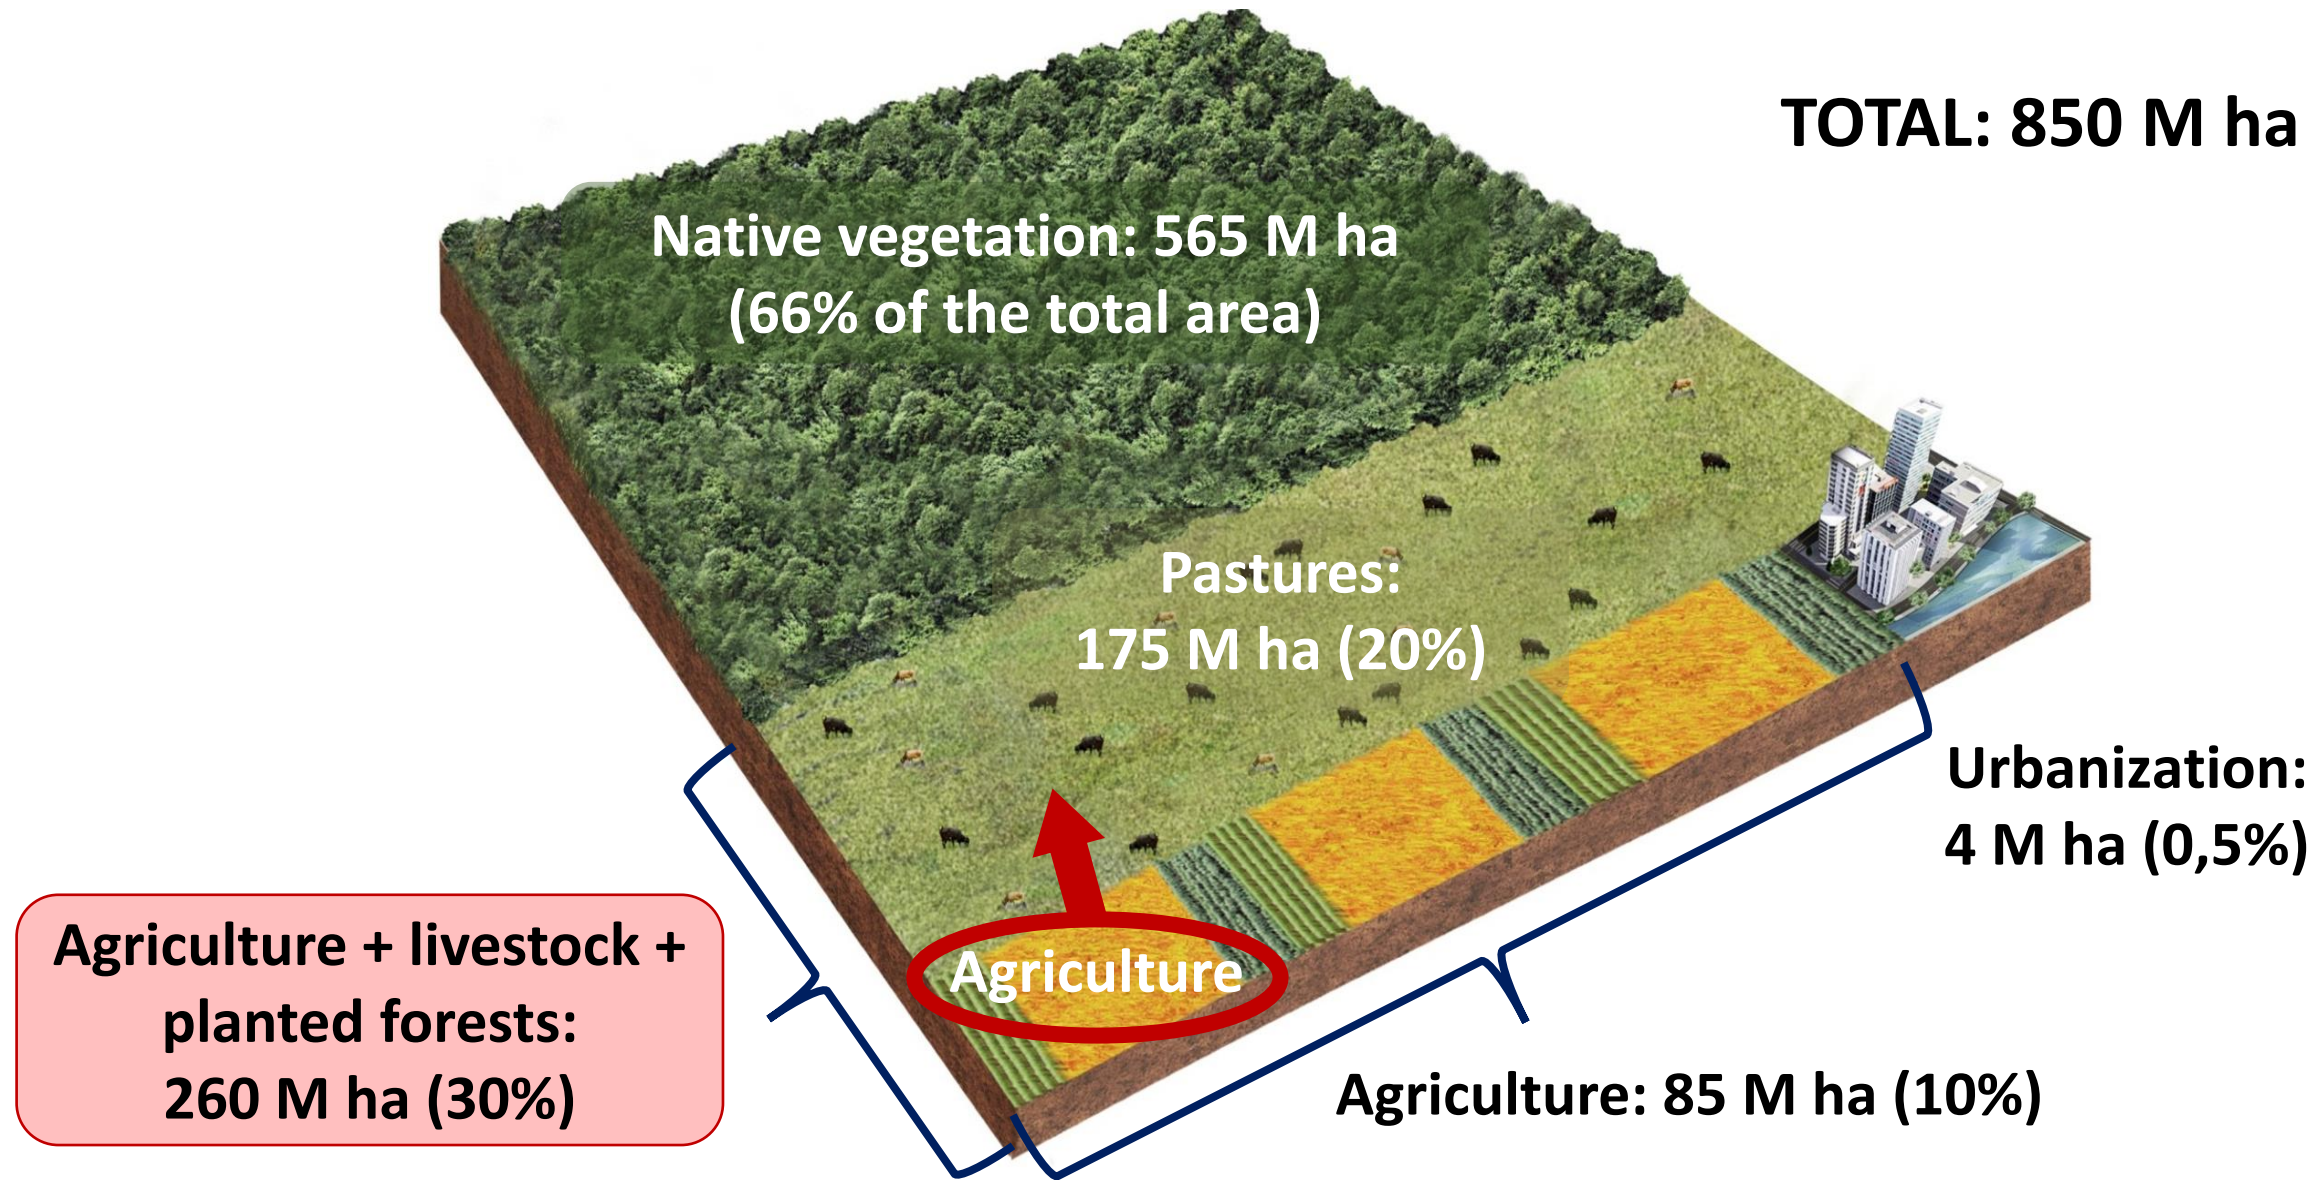 TOTAL: 850 M ha
Native vegetation: 565 M ha
(66% of the total area)
Pastures:
175 M ha (20%)
Urbanization:
4 M ha (0,5%)
Agriculture + livestock +
planted forests:
260 M ha (30%)
Agriculture
Agriculture: 85 M ha (10%)